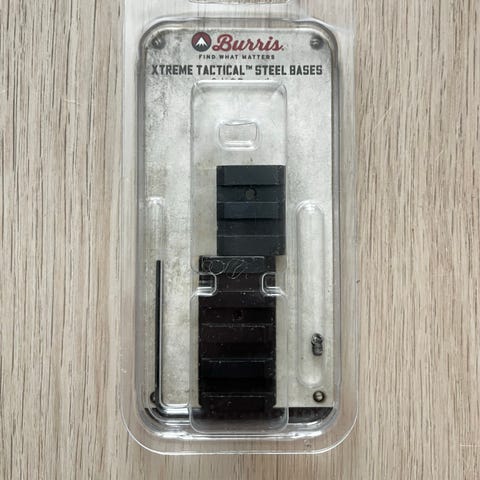 Burris.
FIND WHAT MATTERS
XTREME TACTICAL™ STEEL BASES